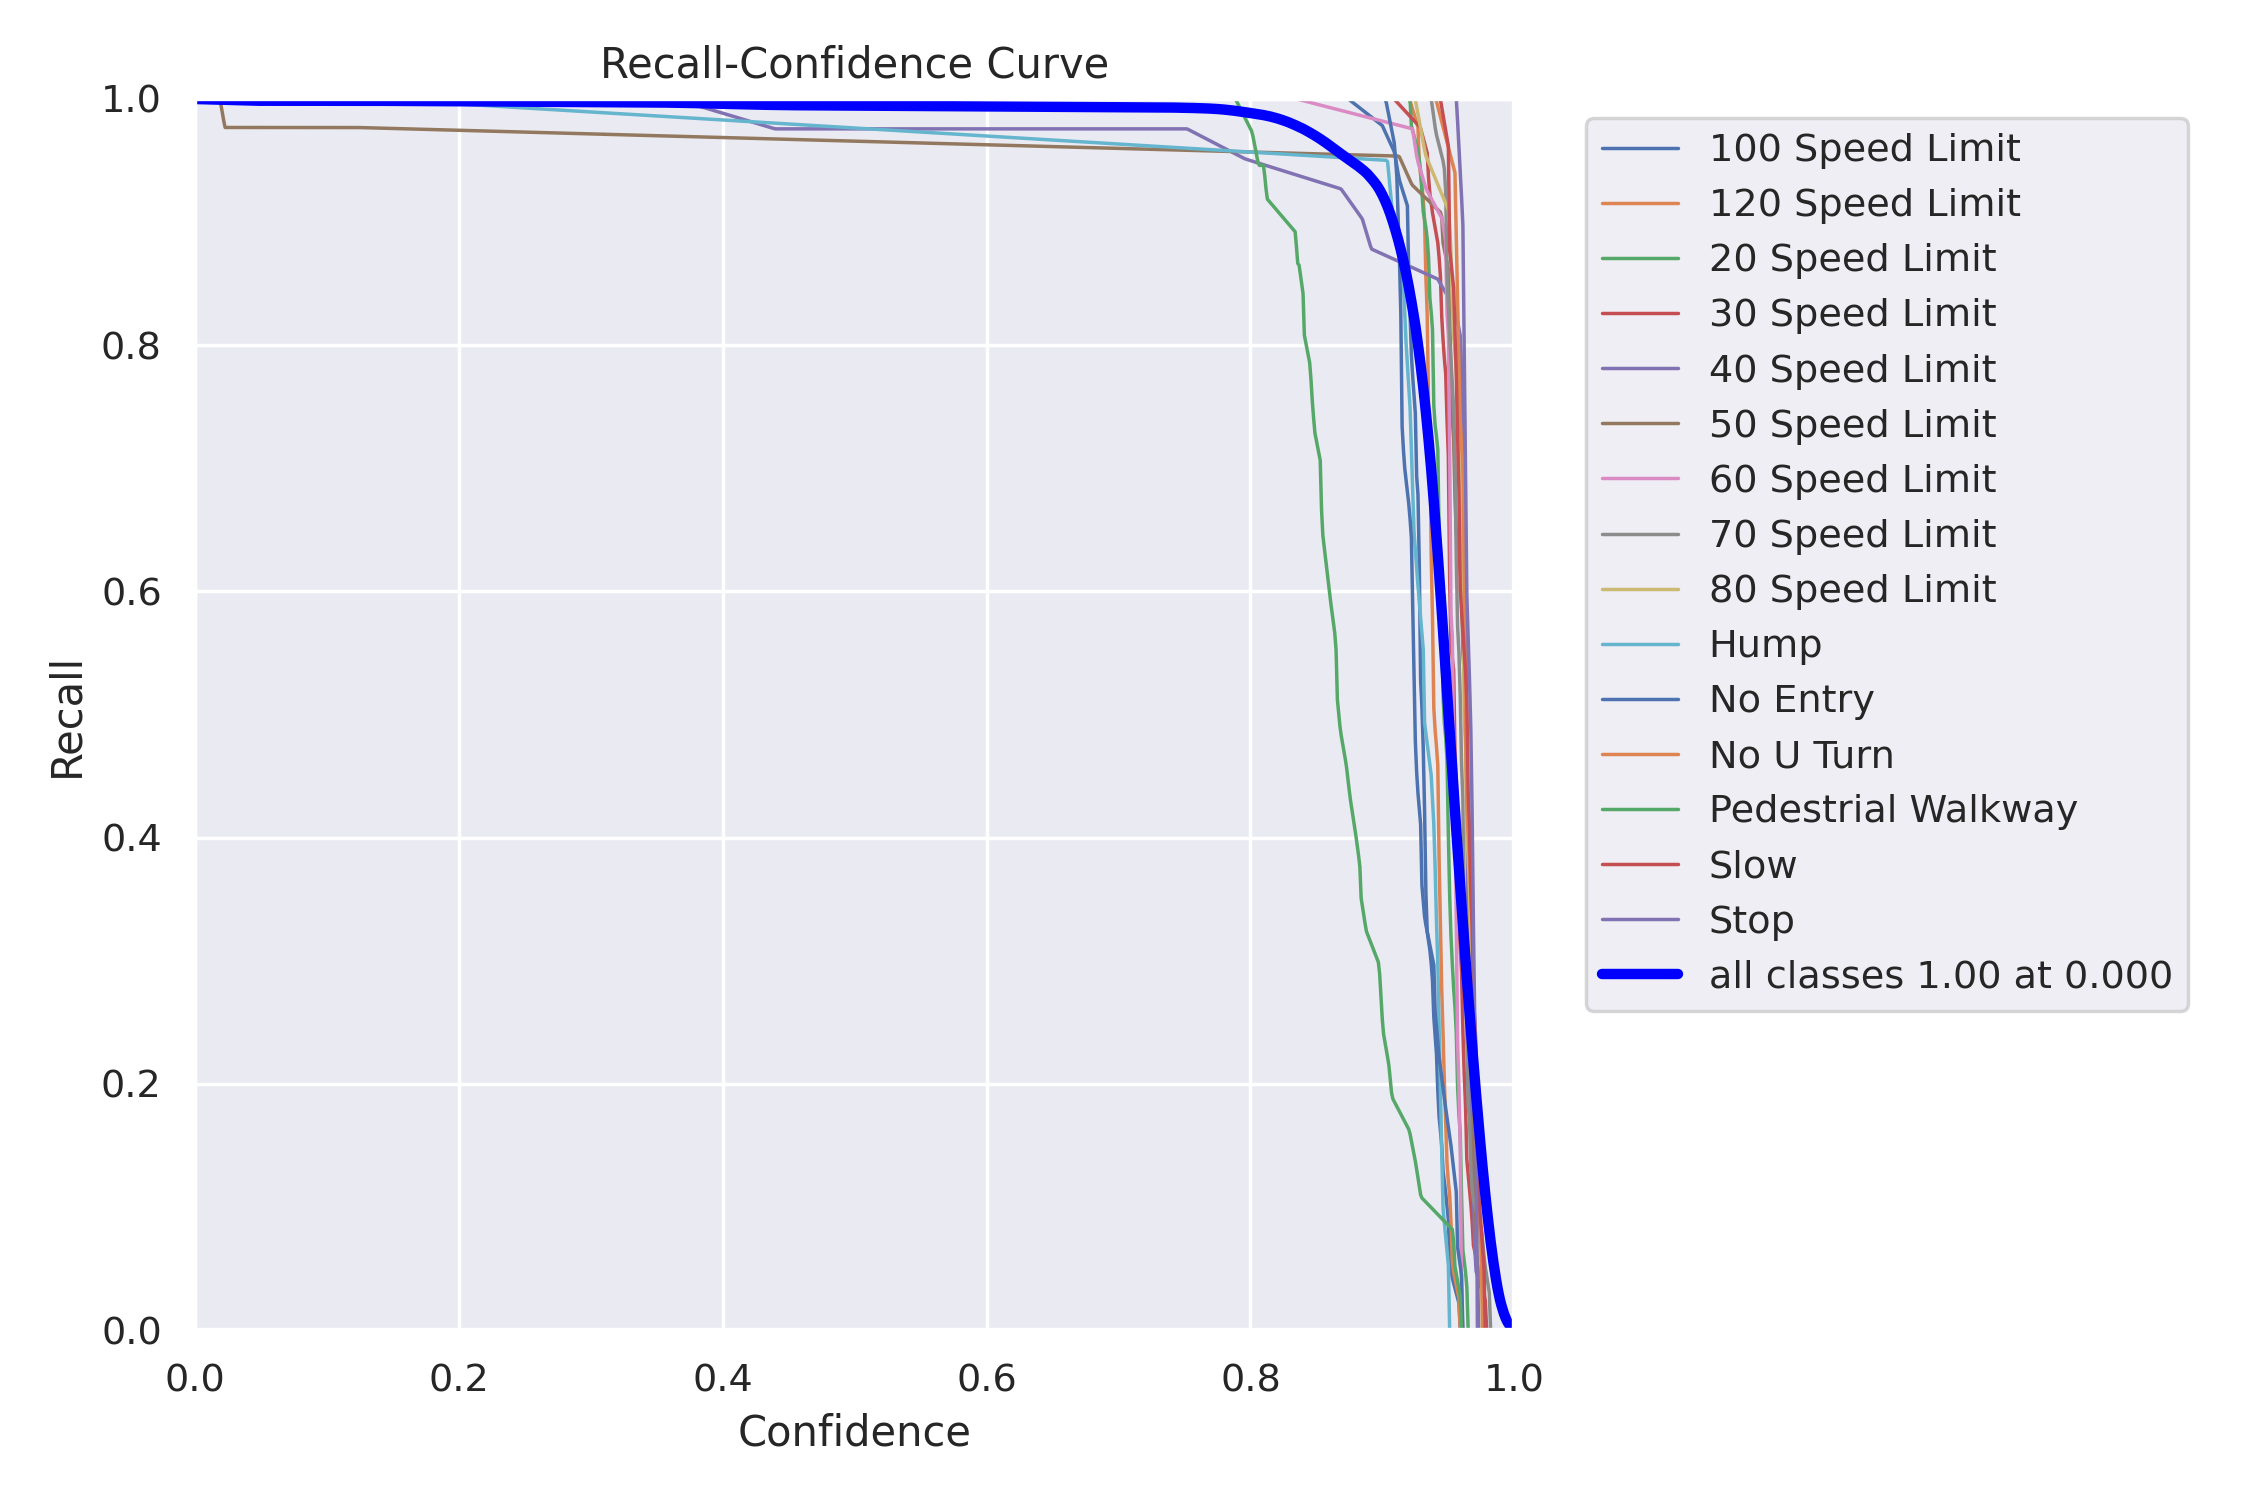 Recall-Confidence Curve
1.0
0.8
0.6
0.4
0.2
0.0
Recall
0.0 0.2 0.4 0.6 0.8 1.0
Confidence
100 Speed Limit
120 Speed Limit
20 Speed Limit
30 Speed Limit
40 Speed Limit
50 Speed Limit
60 Speed Limit
70 Speed Limit
80 Speed Limit
Hump
No Entry
No U Turn
Pedestrial Walkway
Slow
Stop
all classes 1.00 at 0.000